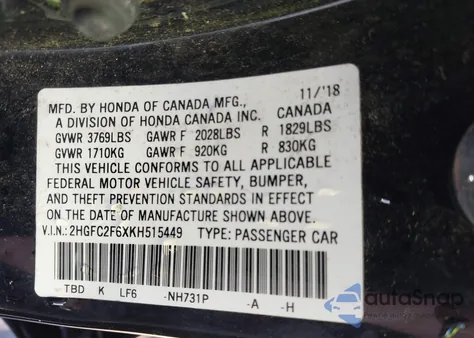 MFD. BY HONDA OF CANADA MFG., 11/'18
A DIVISION OF HONDA CANADA INC. CANADA
GVWR 3769LBS GAWR F 2028LBS R 1829LBS
GVWR 1710KG GAWR F 920KG R 830KG
THIS VEHICLE CONFORMS TO ALL APPLICABLE
FEDERAL MOTOR VEHICLE SAFETY, BUMPER,
AND THEFT PREVENTION STANDARDS IN EFFECT
ON THE DATE OF MANUFACTURE SHOWN ABOVE.
V.I.N.: 2HGFC2F6XKH515449 TYPE: PASSENGER CAR
TBD K LF6 -NH731P -A -H
autoSnap